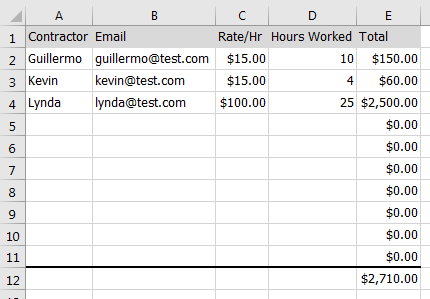 A B C D E
1 Contractor Email Rate/Hr Hours Worked Total
2 Guillermo guillermo@test.com $15.00 10 $150.00
3 Kevin kevin@test.com $15.00 4 $60.00
4 Lynda lynda@test.com $100.00 25 $2,500.00
5 $0.00
6 $0.00
7 $0.00
8 $0.00
9 $0.00
10 $0.00
11 $0.00
12 $2,710.00